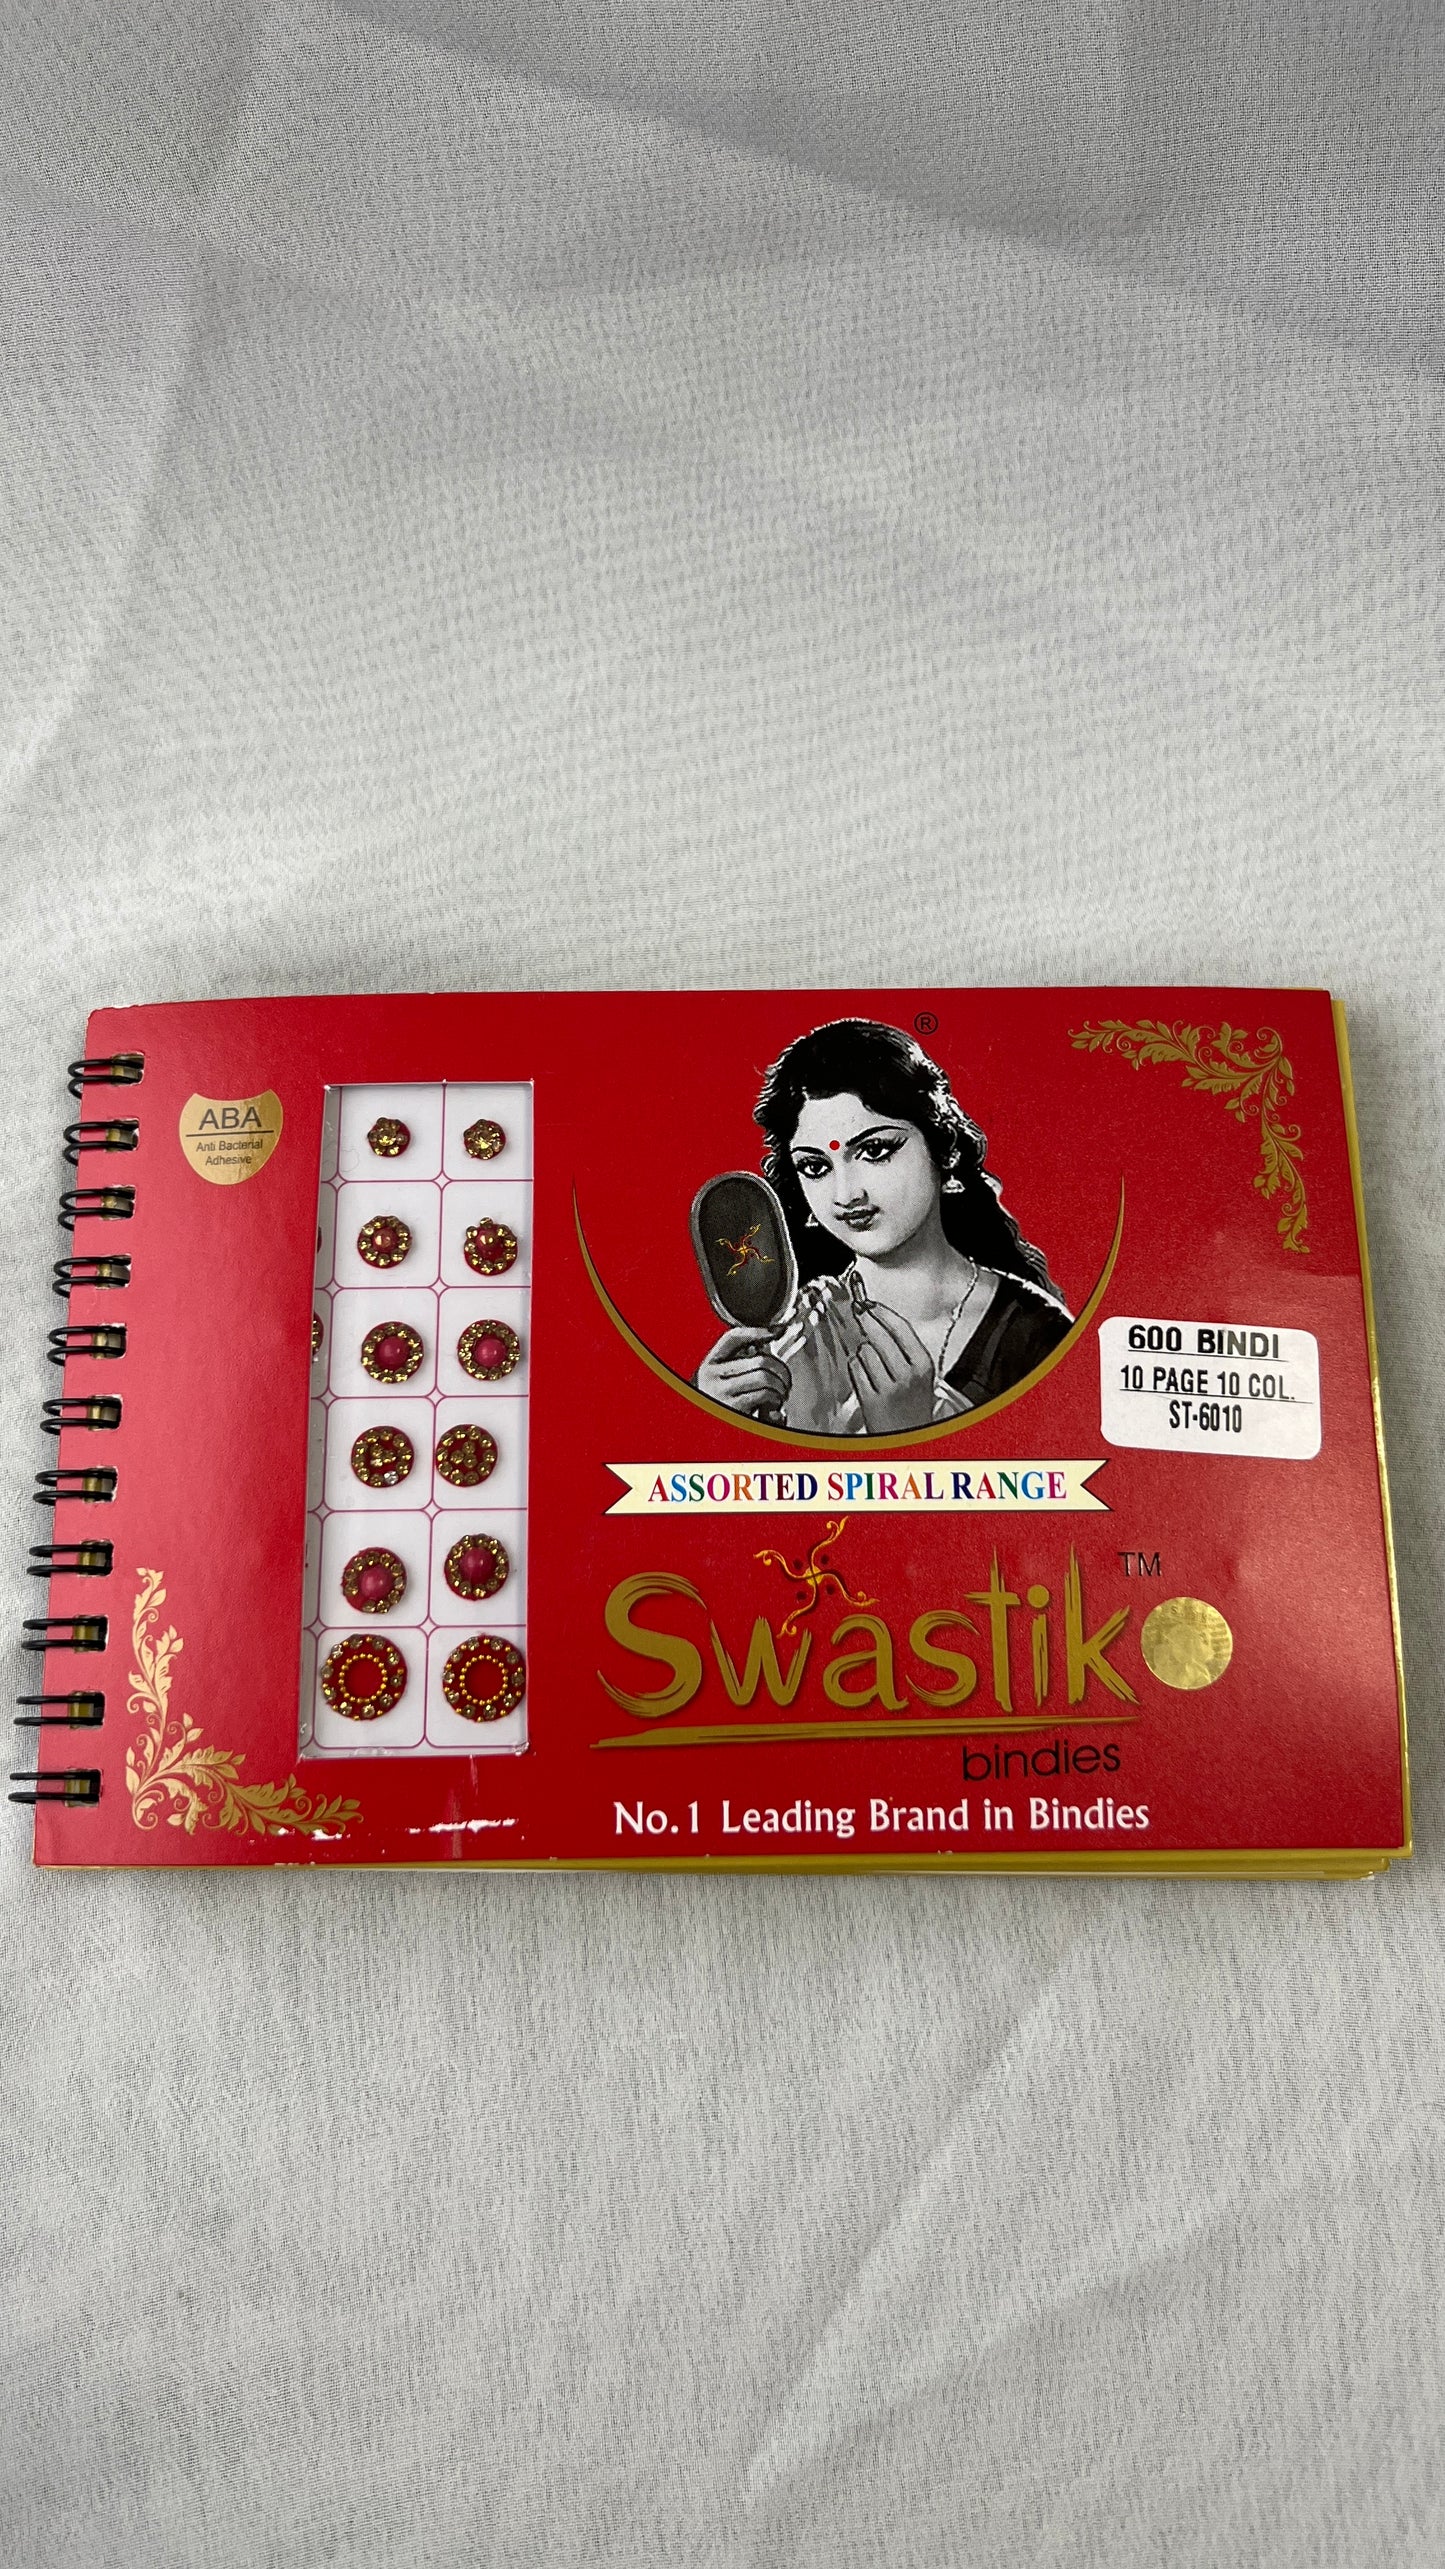 ABA
Anti Bacterial
Adhesive
®
600 BINDI
10 PAGE 10 COL.
ST-6010
ASSORTED SPIRAL RANGE
Swastik TM
bindies
No.1 Leading Brand in Bindies